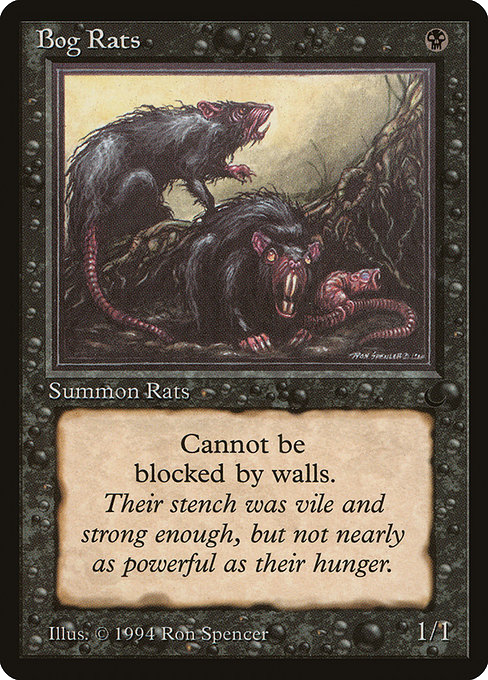 Bog Rats
Summon Rats
Cannot be
blocked by walls.
Their stench was vile and
strong enough, but not nearly
as powerful as their hunger.
Illus. © 1994 Ron Spencer
1/1